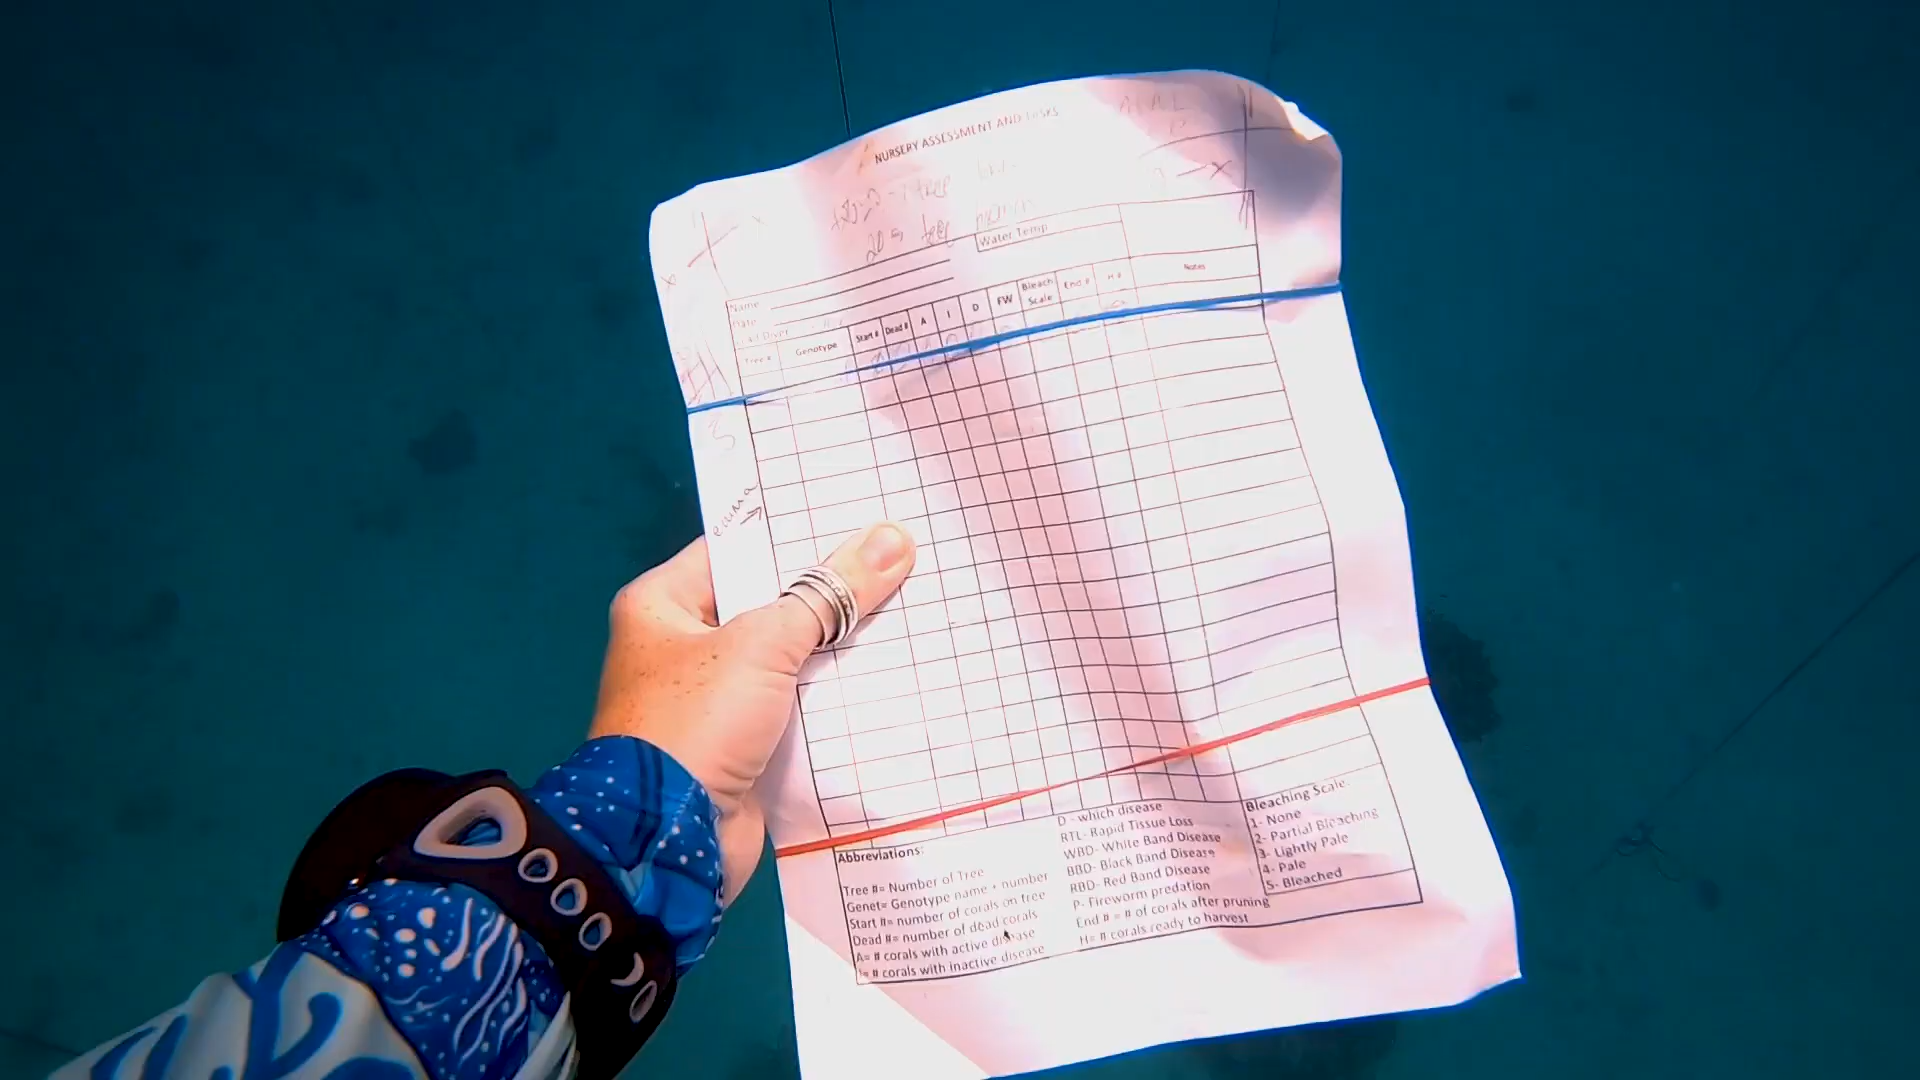 NURSERY ASSESSMENT AND TASKS
20 = tree
Water Temp
Name
Date
Lead Diver
Tree # Genotype Start # Dead # A I D FW Bleach Scale End # H # Notes
emma
Abbreviations:
Tree #= Number of Tree
Genet= Genotype name + number
Start #= number of corals on tree
Dead #= number of dead corals
A= # corals with active disease
I= # corals with inactive disease
D - which disease
RTL- Rapid Tissue Loss
WBD- White Band Disease
BBD- Black Band Disease
RBD- Red Band Disease
P- Fireworm predation
End # = # of corals after pruning
H= # corals ready to harvest
Bleaching Scale-
1- None
2- Partial Bleaching
3- Lightly Pale
4- Pale
5- Bleached